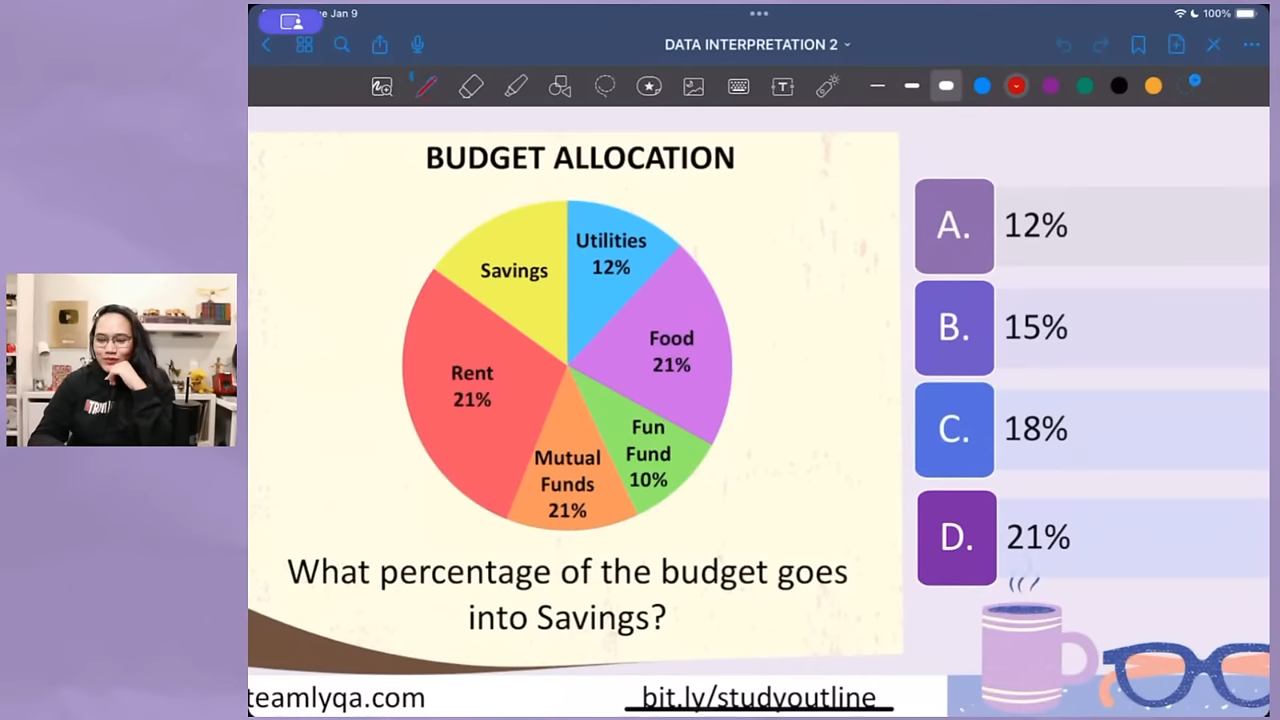 Jan 9
100%
DATA INTERPRETATION 2
T
BUDGET ALLOCATION
Utilities
12%
Savings
Food
21%
Rent
21%
Fun
Fund
10%
Mutual
Funds
21%
What percentage of the budget goes
into Savings?
A. 12%
B. 15%
C. 18%
D. 21%
teamlyqa.com
bit.ly/studyoutline